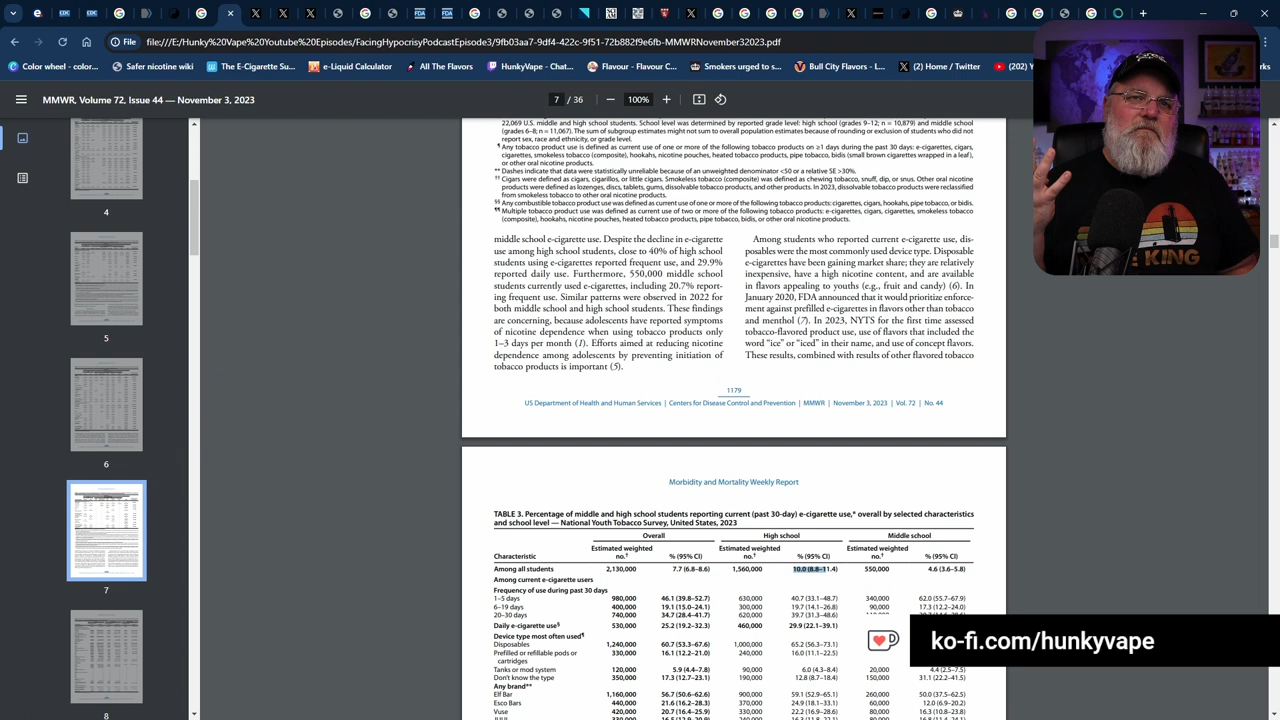 File
file:///E:/Hunky%20Vape%20Youtube%20Episodes/FacingHypocrisyPodcastEpisode3/9fb03aa7-9df4-422c-9f51-72b882f9e6fb-MMWRNovember32023.pdf
Color wheel - color...
Safer nicotine wiki
The E-Cigarette Su...
e-Liquid Calculator
All The Flavors
HunkyVape - Chat...
Flavour - Flavour C...
Smokers urged to s...
Bull City Flavors - L...
(2) Home / Twitter
MMWR, Volume 72, Issue 44 — November 3, 2023
7 / 36
100%
4
5
6
7
8
22,069 U.S. middle and high school students. School level was determined by reported grade level: high school (grades 9–12; n = 10,879) and middle school
(grades 6–8; n = 11,067). The sum of subgroup estimates might not sum to overall population estimates because of rounding or exclusion of students who did not
report sex, race and ethnicity, or grade level.
¶ Any tobacco product use is defined as current use of one or more of the following tobacco products on ≥1 days during the past 30 days: e-cigarettes, cigars,
cigarettes, smokeless tobacco (composite), hookahs, nicotine pouches, heated tobacco products, pipe tobacco, bidis (small brown cigarettes wrapped in a leaf),
or other oral nicotine products.
** Dashes indicate that data were statistically unreliable because of an unweighted denominator <50 or a relative SE >30%.
†† Cigars were defined as cigars, cigarillos, or little cigars. Smokeless tobacco (composite) was defined as chewing tobacco, snuff, dip, or snus. Other oral nicotine
products were defined as lozenges, discs, tablets, gums, dissolvable tobacco products, and other products. In 2023, dissolvable tobacco products were reclassified
from smokeless tobacco to other oral nicotine products.
§§ Any combustible tobacco product use was defined as current use of one or more of the following tobacco products: cigarettes, cigars, hookahs, pipe tobacco, or bidis.
¶¶ Multiple tobacco product use was defined as current use of two or more of the following tobacco products: e-cigarettes, cigars, cigarettes, smokeless tobacco
(composite), hookahs, nicotine pouches, heated tobacco products, pipe tobacco, bidis, or other oral nicotine products.
middle school e-cigarette use. Despite the decline in e-cigarette
use among high school students, close to 40% of high school
students using e-cigarettes reported frequent use, and 29.9%
reported daily use. Furthermore, 550,000 middle school
students currently used e-cigarettes, including 20.7% report-
ing frequent use. Similar patterns were observed in 2022 for
both middle school and high school students. These findings
are concerning, because adolescents have reported symptoms
of nicotine dependence when using tobacco products only
1–3 days per month (1). Efforts aimed at reducing nicotine
dependence among adolescents by preventing initiation of
tobacco products is important (5).
Among students who reported current e-cigarette use, dis-
posables were the most commonly used device type. Disposable
e-cigarettes have been gaining market share; they are relatively
inexpensive, have a high nicotine content, and are available
in flavors appealing to youths (e.g., fruit and candy) (6). In
January 2020, FDA announced that it would prioritize enforce-
ment against prefilled e-cigarettes in flavors other than tobacco
and menthol (7). In 2023, NYTS for the first time assessed
tobacco-flavored product use, use of flavors that included the
word “ice” or “iced” in their name, and use of concept flavors.
These results, combined with results of other flavored tobacco
1179
US Department of Health and Human Services | Centers for Disease Control and Prevention | MMWR | November 3, 2023 | Vol. 72 | No. 44
Morbidity and Mortality Weekly Report
TABLE 3. Percentage of middle and high school students reporting current (past 30-day) e-cigarette use,* overall by selected characteristics
and school level — National Youth Tobacco Survey, United States, 2023
Overall High school Middle school
Characteristic Estimated weighted no.† % (95% CI) Estimated weighted no.† % (95% CI) Estimated weighted no.† % (95% CI)
Among all students 2,130,000 7.7 (6.8–8.6) 1,560,000 10.0 (8.8–11.4) 550,000 4.6 (3.6–5.8)
Among current e-cigarette users
Frequency of use during past 30 days
1–5 days 980,000 46.1 (39.8–52.7) 630,000 40.7 (33.1–48.7) 340,000 62.0 (55.7–67.9)
6–19 days 400,000 19.1 (15.0–24.1) 300,000 19.7 (14.1–26.8) 90,000 17.3 (12.2–24.0)
20–30 days 740,000 34.7 (28.4–41.7) 620,000 39.7 (31.3–48.6)
Daily e-cigarette use§ 530,000 25.2 (19.2–32.3) 460,000 29.9 (22.1–39.1)
Device type most often used¶
Disposables 1,240,000 60.7 (53.3–67.6) 1,000,000 65.2 (56.3–73.1)
Prefilled or refillable pods or cartridges 330,000 16.1 (12.2–21.0) 240,000 16.0 (11.1–22.5)
Tanks or mod system 120,000 5.9 (4.4–7.8) 90,000 6.0 (4.3–8.4) 20,000 4.4 (2.5–7.5)
Don't know the type 350,000 17.3 (12.7–23.1) 190,000 12.8 (8.7–18.4) 150,000 31.1 (22.2–41.5)
Any brand**
Elf Bar 1,160,000 56.7 (50.6–62.6) 900,000 59.1 (52.9–65.1) 260,000 50.0 (37.5–62.5)
Esco Bars 440,000 21.6 (16.2–28.3) 370,000 24.9 (18.1–33.1) 60,000 12.0 (6.9–20.2)
Vuse 420,000 20.7 (16.4–25.9) 330,000 22.2 (16.9–28.6) 80,000 16.3 (10.8–23.8)
KING
ko-fi.com/hunkyvape